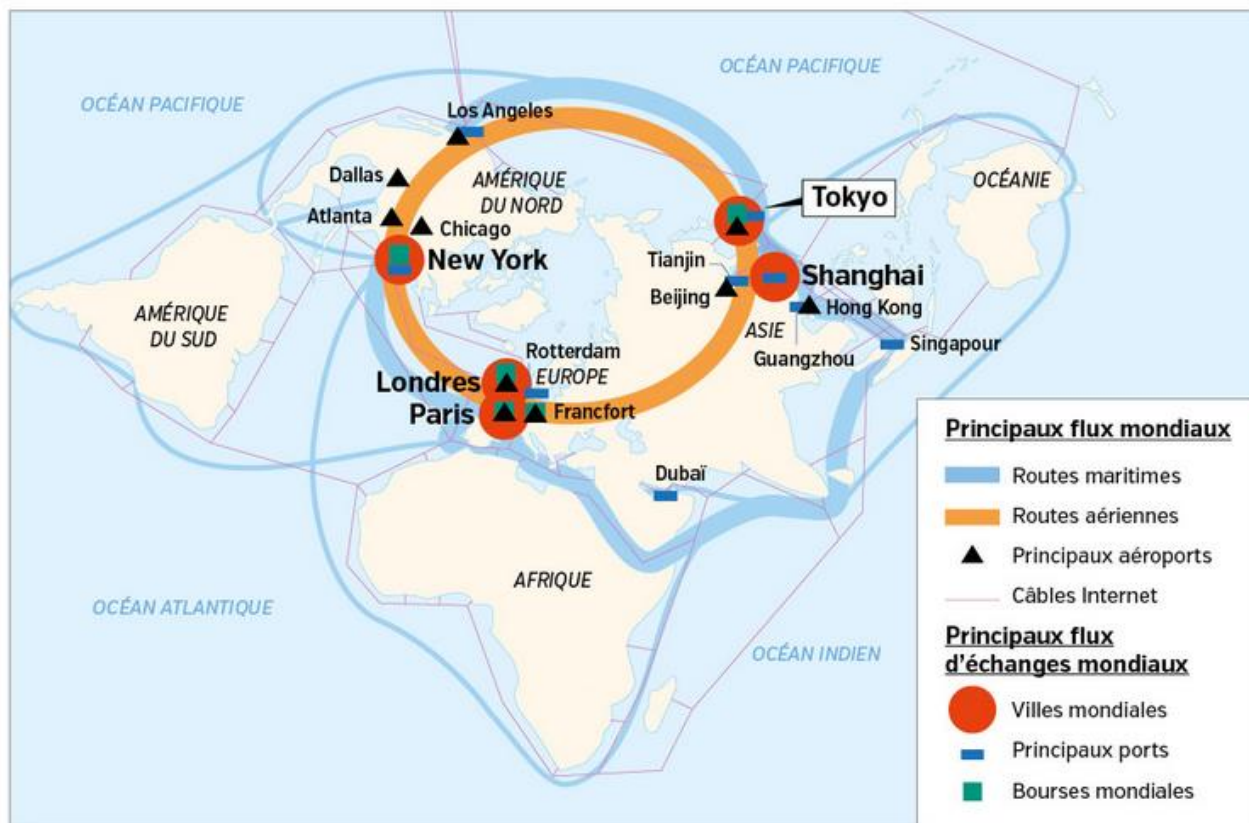 OCÉAN PACIFIQUE
OCÉAN PACIFIQUE
Los Angeles
Dallas
AMÉRIQUE
DU NORD
OCÉANIE
Tokyo
Atlanta
Chicago
New York
Tianjin
Shanghai
Beijing
Hong Kong
AMÉRIQUE
DU SUD
ASIE
Guangzhou
Singapour
Rotterdam
EUROPE
Londres
Paris
Francfort
Dubaï
AFRIQUE
OCÉAN ATLANTIQUE
OCÉAN INDIEN
Principaux flux mondiaux
Routes maritimes
Routes aériennes
Principaux aéroports
Câbles Internet
Principaux flux
d'échanges mondiaux
Villes mondiales
Principaux ports
Bourses mondiales